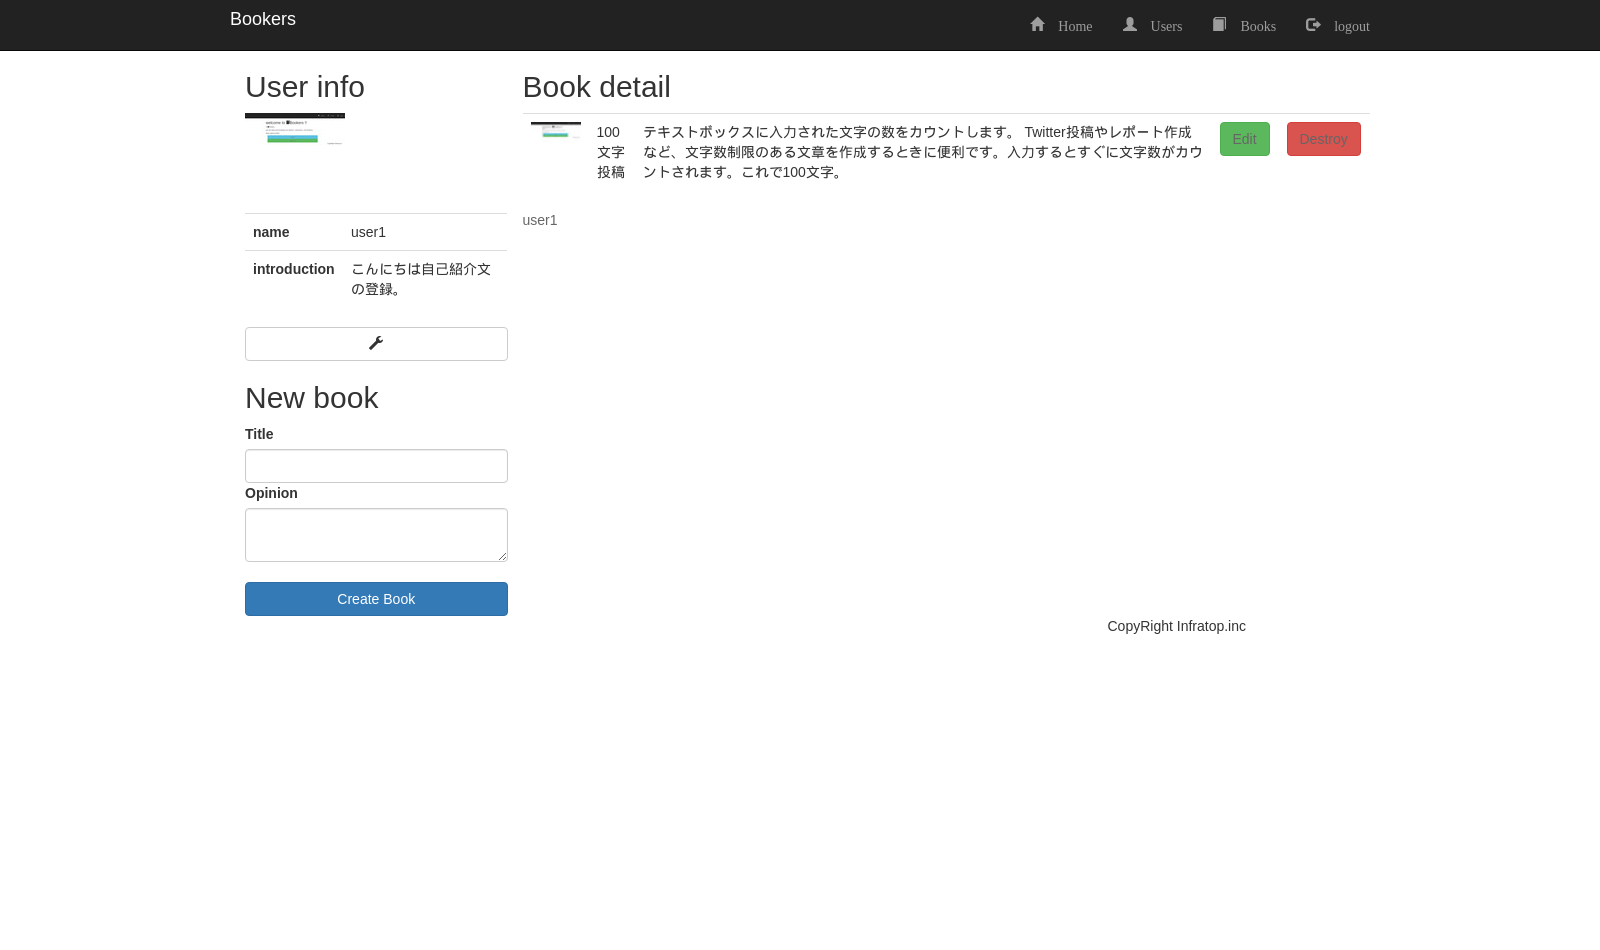 Bookers
Home
Users
Books
logout
User info
name
user1
introduction
こんにちは自己紹介文
の登録。
New book
Title
Opinion
Create Book
Book detail
100
文字
投稿
テキストボックスに入力された文字の数をカウントします。 Twitter投稿やレポート作成
など、文字数制限のある文章を作成するときに便利です。入力するとすぐに文字数がカウ
ントされます。これで100文字。
Edit
Destroy
user1
CopyRight Infratop.inc